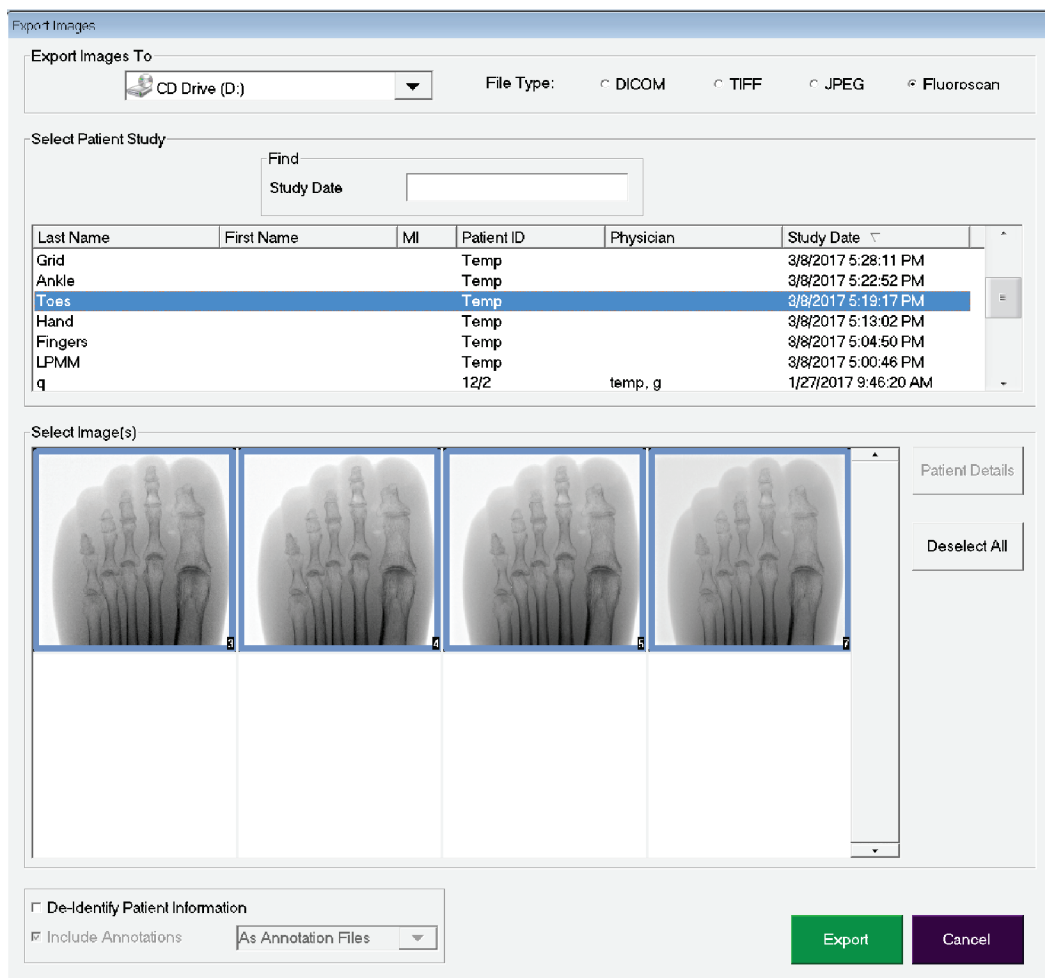 Export Images
Export Images To
CD Drive (D:)
File Type: DICOM TIFF JPEG Fluoroscan
Select Patient Study
Find
Study Date
Last Name First Name MI Patient ID Physician Study Date
Grid Temp 3/8/2017 5:28:11 PM
Ankle Temp 3/8/2017 5:22:52 PM
Toes Temp 3/8/2017 5:19:17 PM
Hand Temp 3/8/2017 5:13:02 PM
Fingers Temp 3/8/2017 5:04:50 PM
LPMM Temp 3/8/2017 5:00:46 PM
q 12/2 temp, g 1/27/2017 9:46:20 AM
Select Image(s)
Patient Details
Deselect All
3 4 5 7
De-Identify Patient Information
Include Annotations As Annotation Files
Export Cancel